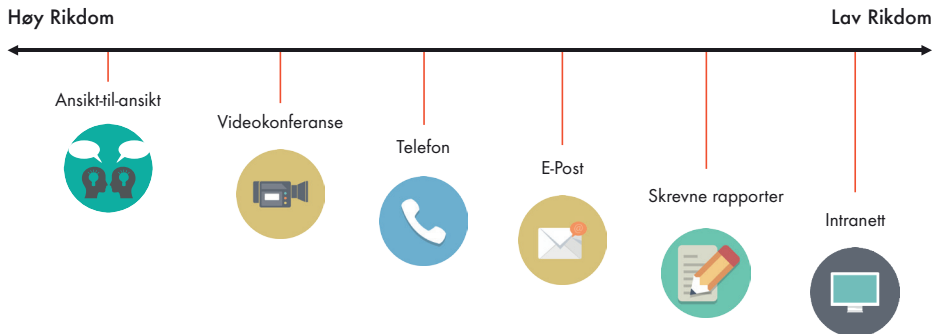 Høy Rikdom
Lav Rikdom
Ansikt-til-ansikt
Videokonferanse
Telefon
E-Post
Skrevne rapporter
Intranett